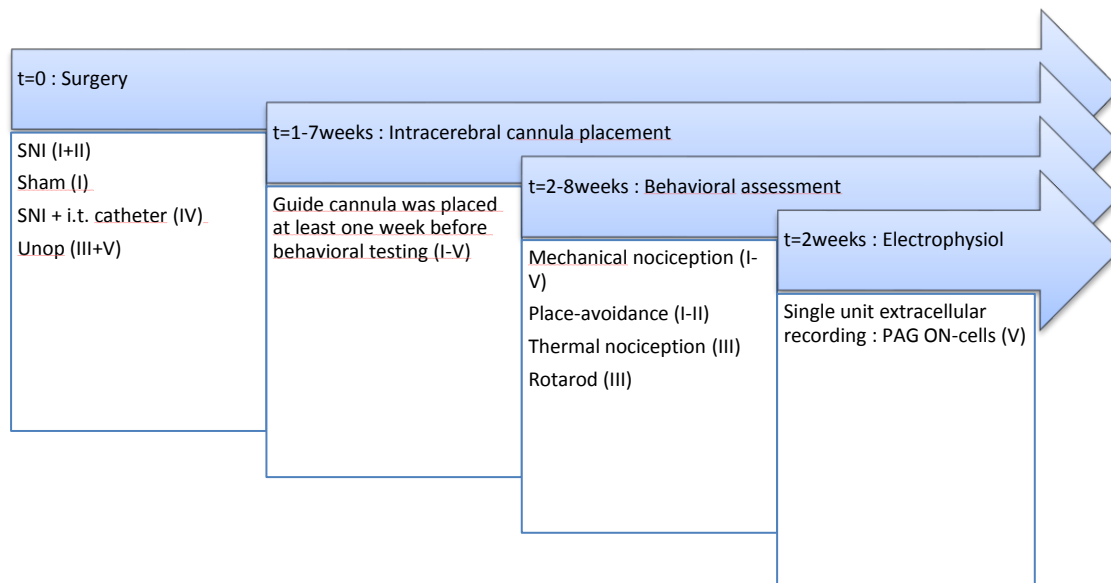 t=0 : Surgery
SNI (I+II)
Sham (I)
SNI + i.t. catheter (IV)
Unop (III+V)
t=1-7weeks : Intracerebral cannula placement
Guide cannula was placed
at least one week before
behavioral testing (I-V)
t=2-8weeks : Behavioral assessment
Mechanical nociception (I-
V)
Place-avoidance (I-II)
Thermal nociception (III)
Rotarod (III)
t=2weeks : Electrophysiol
Single unit extracellular
recording : PAG ON-cells (V)